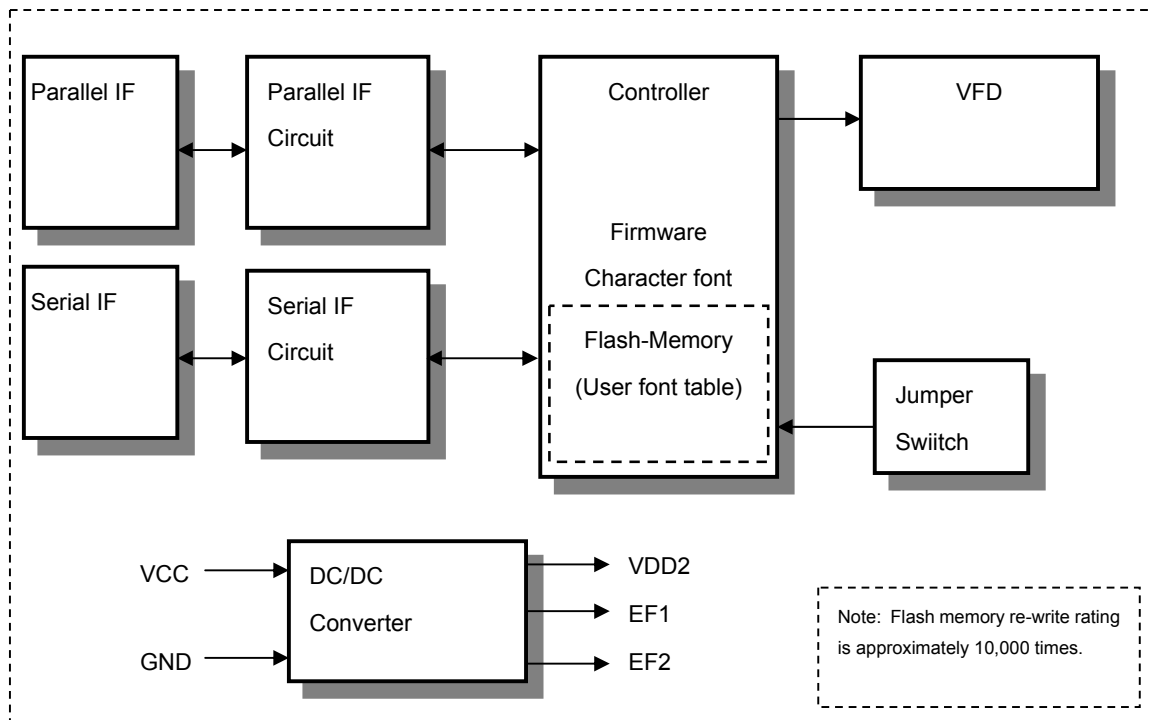 Parallel IF
Parallel IF
Circuit
Controller
VFD
Firmware
Character font
Serial IF
Serial IF
Circuit
Flash-Memory
(User font table)
Jumper
Swiitch
VCC
GND
DC/DC
Converter
VDD2
EF1
EF2
Note: Flash memory re-write rating
is approximately 10,000 times.